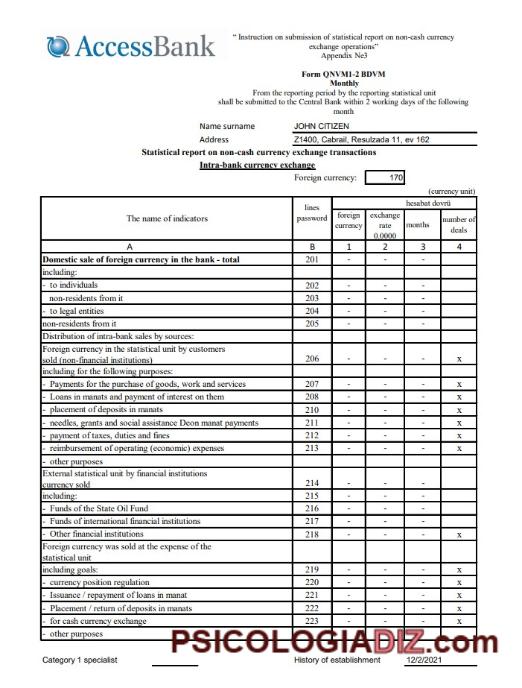 AccessBank
" Instruction on submission of statistical report on non-cash currency
exchange operations"
Appendix №3
Form QNVM1-2 BDVM
Monthly
From the reporting period by the reporting statistical unit
shall be submitted to the Central Bank within 2 working days of the following
month
Name surname JOHN CITIZEN
Address Z1400, Cabrail, Resulzada 11, ev 162
Statistical report on non-cash currency exchange transactions
Intra-bank currency exchange
Foreign currency: 170
(currency unit)
The name of indicators lines password hesabat dovrü
foreign currency exchange rate 0.0000 months number of deals
A B 1 2 3 4
Domestic sale of foreign currency in the bank - total 201 - - -
including:
- to individuals 202 - - -
non-residents from it 203 - - -
- to legal entities 204 - - -
non-residents from it 205 - - -
Distribution of intra-bank sales by sources:
Foreign currency in the statistical unit by customers
sold (non-financial institutions) 206 - - - x
including for the following purposes:
- Payments for the purchase of goods, work and services 207 - - - x
- Loans in manats and payment of interest on them 208 - - - x
- placement of deposits in manats 210 - - - x
- needles, grants and social assistance Deon manat payments 211 - - - x
- payment of taxes, duties and fines 212 - - - x
- reimbursement of operating (economic) expenses 213 - - - x
- other purposes
External statistical unit by financial institutions
currency sold 214 - - -
including: 215 - - -
- Funds of the State Oil Fund 216 - - -
- Funds of international financial institutions 217 - - -
- Other financial institutions 218 - - - x
Foreign currency was sold at the expense of the
statistical unit
including goals: 219 - - - x
- currency position regulation 220 - - - x
- Issuance / repayment of loans in manat 221 - - - x
- Placement / return of deposits in manats 222 - - - x
- for cash currency exchange 223 - - - x
- other purposes
PSICOLOGIADIZ.com
Category 1 specialist History of establishment 12/2/2021